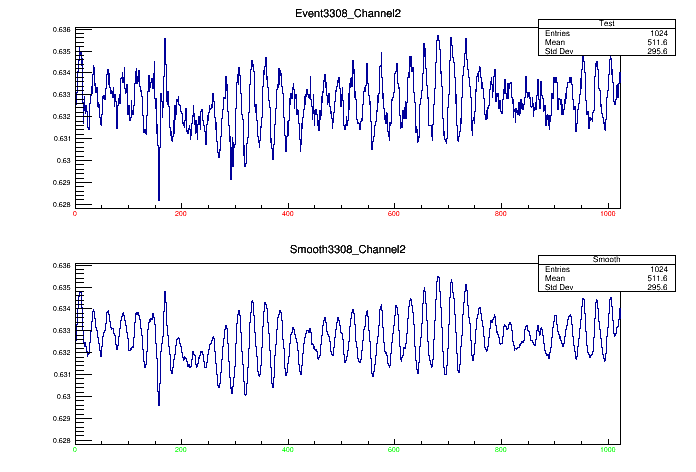 Event3308_Channel2
Test
Entries 1024
Mean 511.6
Std Dev 295.6
0.636
0.635
0.634
0.633
0.632
0.631
0.63
0.629
0.628
0 200 400 600 800 1000
Smooth3308_Channel2
Smooth
Entries 1024
Mean 511.6
Std Dev 295.6
0.636
0.635
0.634
0.633
0.632
0.631
0.63
0.629
0.628
0 200 400 600 800 1000